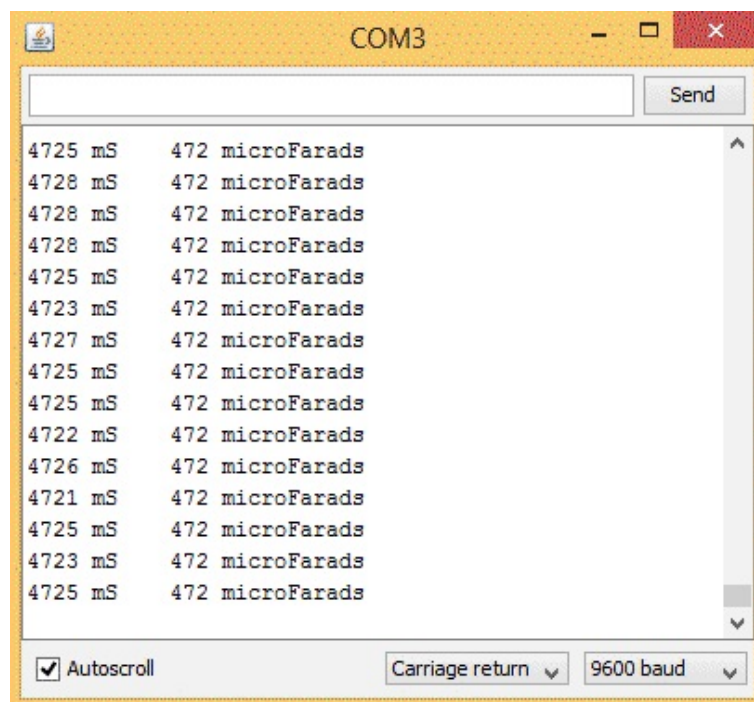 COM3
Send
4725 mS 472 microFarads
4728 mS 472 microFarads
4728 mS 472 microFarads
4728 mS 472 microFarads
4725 mS 472 microFarads
4723 mS 472 microFarads
4727 mS 472 microFarads
4725 mS 472 microFarads
4725 mS 472 microFarads
4722 mS 472 microFarads
4726 mS 472 microFarads
4721 mS 472 microFarads
4725 mS 472 microFarads
4723 mS 472 microFarads
4725 mS 472 microFarads
Autoscroll Carriage return 9600 baud